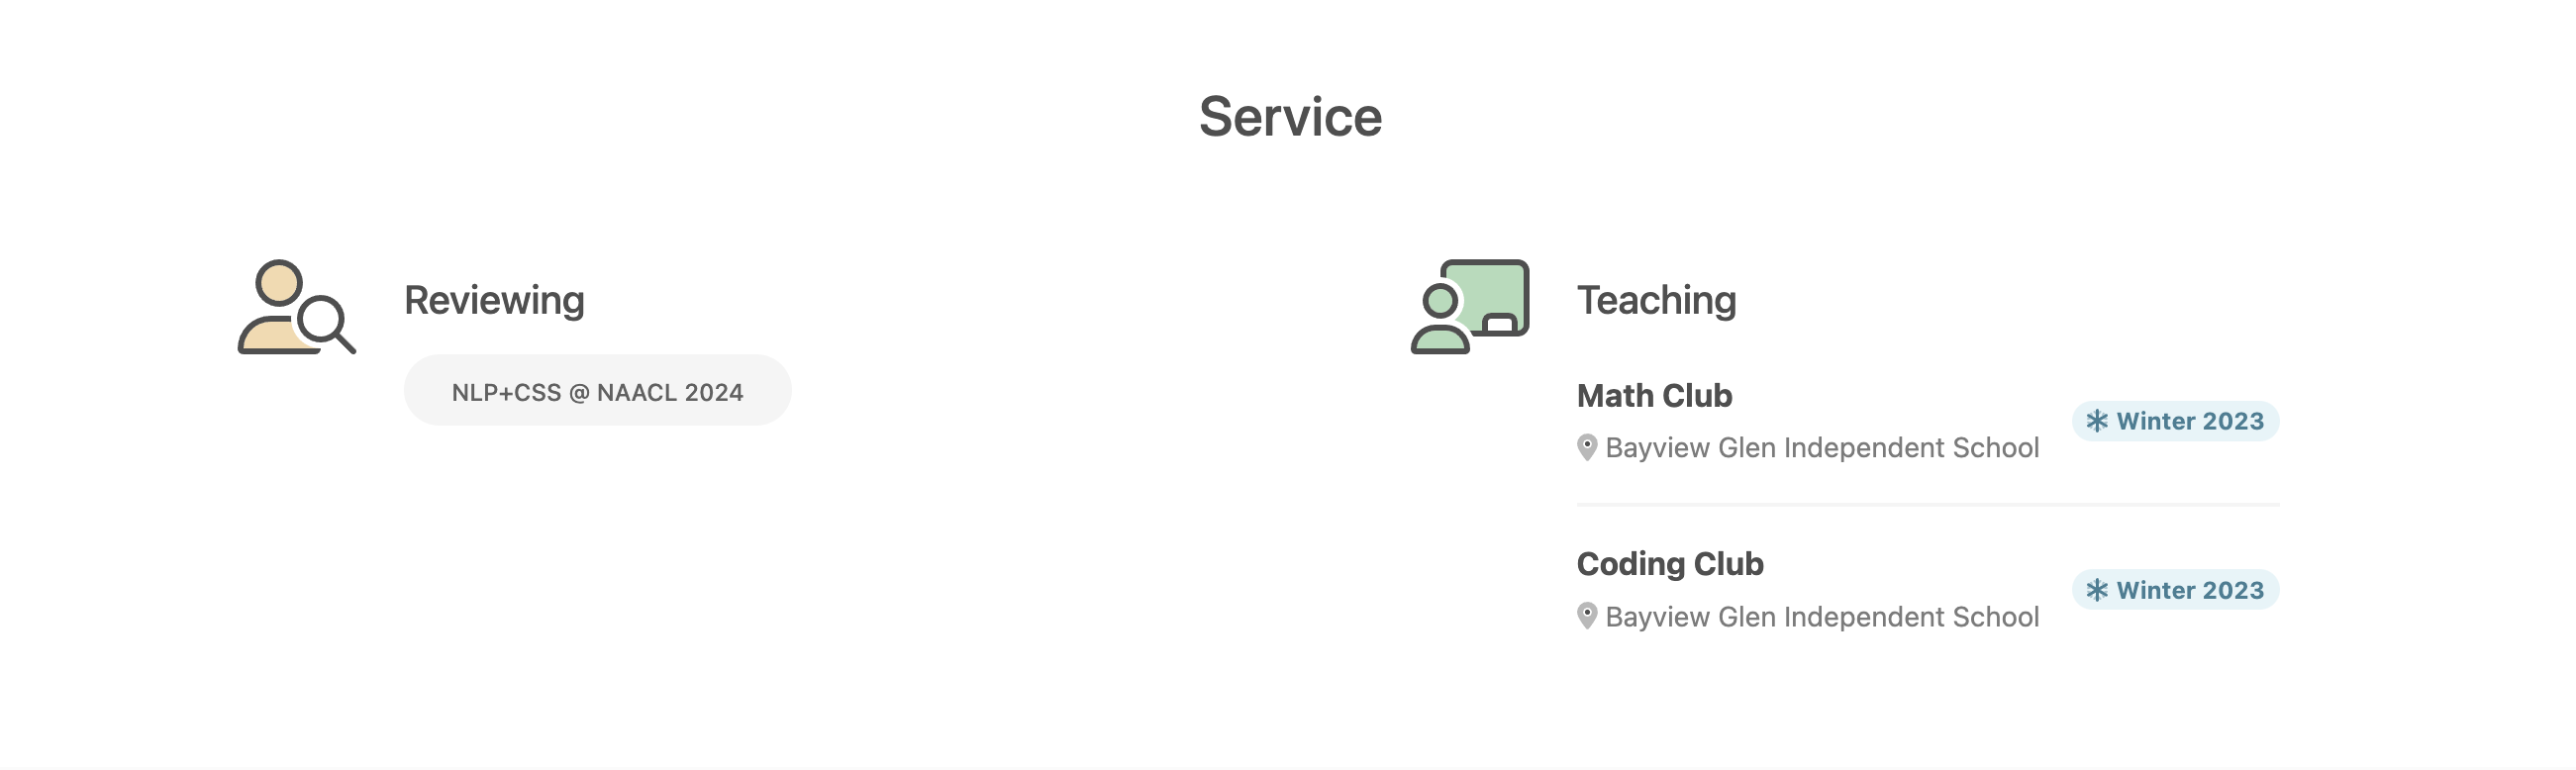 Service
Reviewing
NLP+CSS @ NAACL 2024
Teaching
Math Club
Bayview Glen Independent School
Winter 2023
Coding Club
Bayview Glen Independent School
Winter 2023